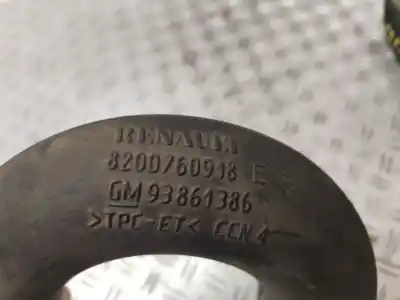 RENAULT
8200760918 E
GM 93861386
>TPC-ET< CCN 4